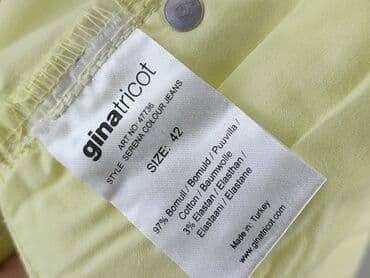 ginatricot
ART NO: 47736
STYLE: SERENA COLOUR JEANS
SIZE: 42
97% Bomull / Bomuld / Puuvilla /
Cotton / Baumwolle
3% Elastan / Elasthan /
Elastaani / Elastane
Made in: Turkey
www.ginatricot.com